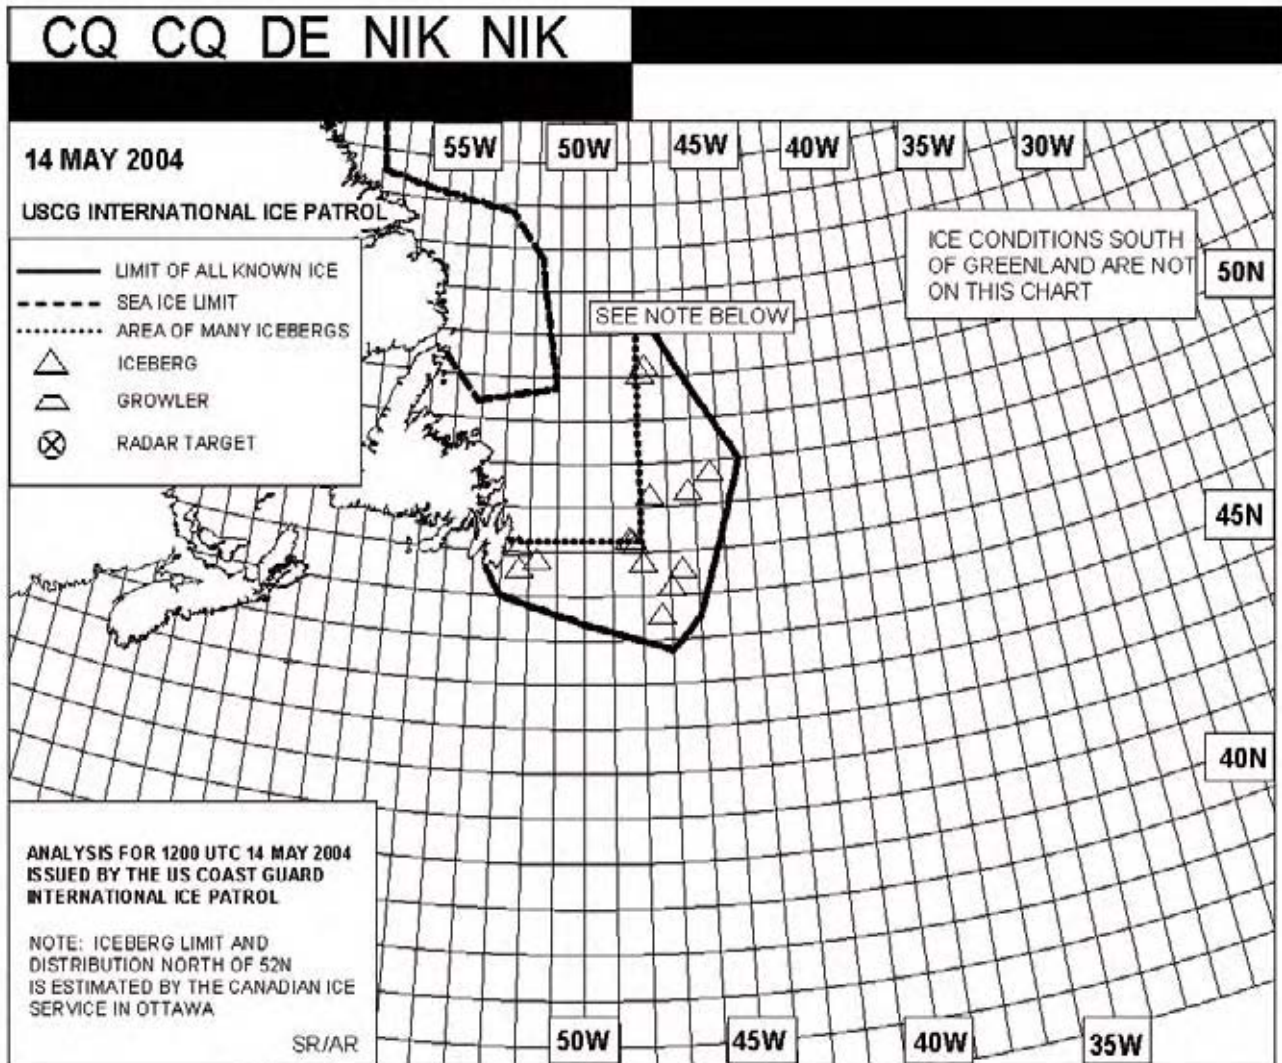 CQ CQ DE NIK NIK
55W 50W 45W 40W 35W 30W
14 MAY 2004
USCG INTERNATIONAL ICE PATROL
LIMIT OF ALL KNOWN ICE
SEA ICE LIMIT
AREA OF MANY ICEBERGS
ICEBERG
GROWLER
RADAR TARGET
ICE CONDITIONS SOUTH
OF GREENLAND ARE NOT
ON THIS CHART
SEE NOTE BELOW
50N
45N
40N
ANALYSIS FOR 1200 UTC 14 MAY 2004
ISSUED BY THE US COAST GUARD
INTERNATIONAL ICE PATROL
NOTE: ICEBERG LIMIT AND
DISTRIBUTION NORTH OF 52N
IS ESTIMATED BY THE CANADIAN ICE
SERVICE IN OTTAWA
SR/AR
50W 45W 40W 35W